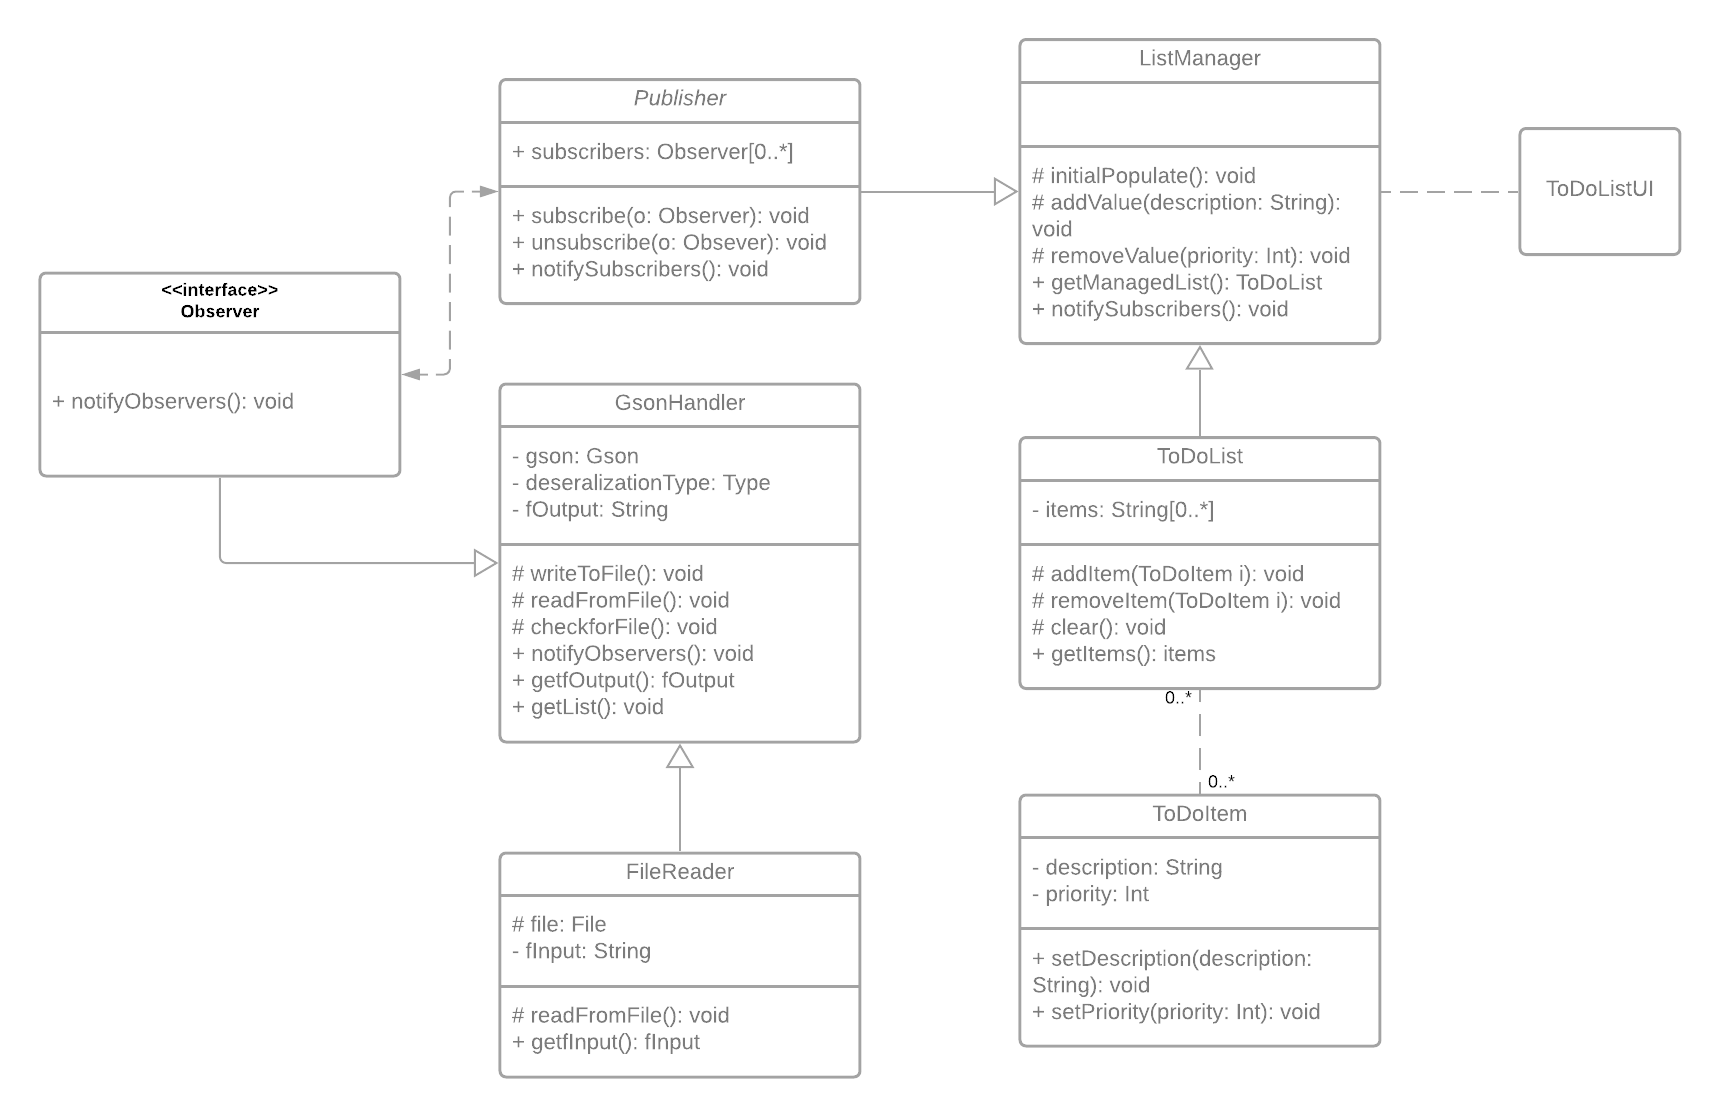 Publisher
+ subscribers: Observer[0..*]
+ subscribe(o: Observer): void
+ unsubscribe(o: Obsever): void
+ notifySubscribers(): void
ListManager
# initialPopulate(): void
# addValue(description: String):
void
# removeValue(priority: Int): void
+ getManagedList(): ToDoList
+ notifySubscribers(): void
ToDoListUI
<<interface>>
Observer
+ notifyObservers(): void
GsonHandler
- gson: Gson
- deseralizationType: Type
- fOutput: String
# writeToFile(): void
# readFromFile(): void
# checkforFile(): void
+ notifyObservers(): void
+ getfOutput(): fOutput
+ getList(): void
ToDoList
- items: String[0..*]
# addItem(ToDoItem i): void
# removeItem(ToDoItem i): void
# clear(): void
+ getItems(): items
0..*
0..*
FileReader
# file: File
- fInput: String
# readFromFile(): void
+ getfInput(): fInput
ToDoItem
- description: String
- priority: Int
+ setDescription(description:
String): void
+ setPriority(priority: Int): void